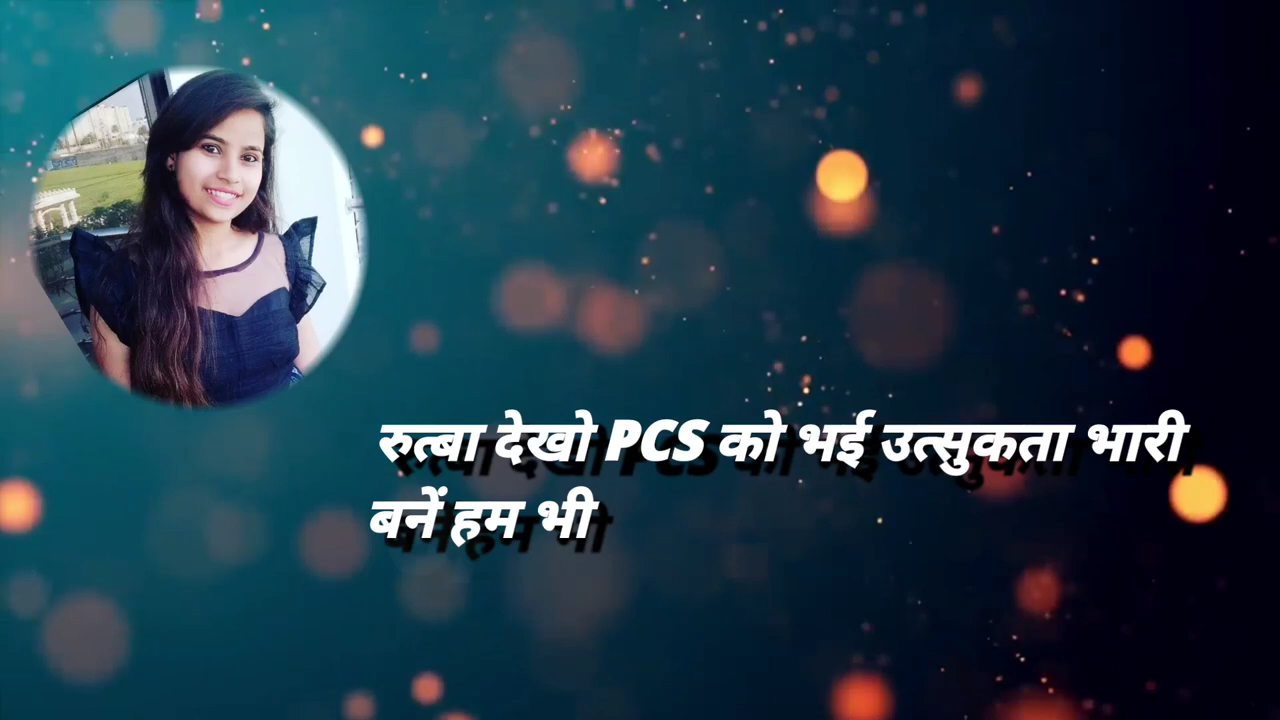 रुत्बा देखो PCS को भई उत्सुकता भारी
बनें हम भी